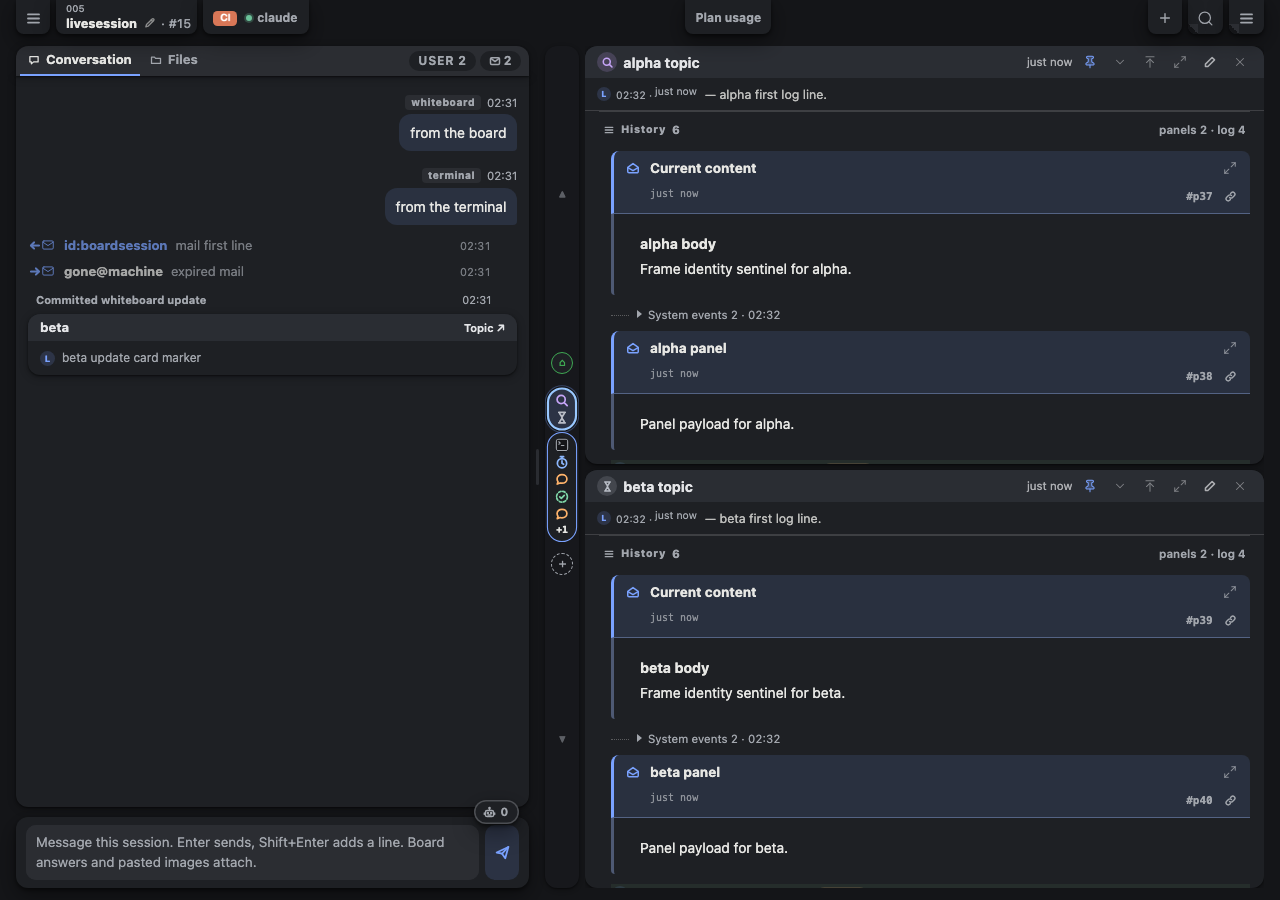 005
livesession · #15
CI claude
Plan usage
Conversation
Files
USER 2
2
whiteboard 02:31
from the board
terminal 02:31
from the terminal
id:boardsession mail first line 02:31
gone@machine expired mail 02:31
Committed whiteboard update 02:31
beta
Topic
L beta update card marker
0
Message this session. Enter sends, Shift+Enter adds a line. Board
answers and pasted images attach.
+1
alpha topic
just now
L 02:32 · just now — alpha first log line.
History 6
panels 2 · log 4
Current content
just now
#p37
alpha body
Frame identity sentinel for alpha.
System events 2 · 02:32
alpha panel
just now
#p38
Panel payload for alpha.
beta topic
just now
L 02:32 · just now — beta first log line.
History 6
panels 2 · log 4
Current content
just now
#p39
beta body
Frame identity sentinel for beta.
System events 2 · 02:32
beta panel
just now
#p40
Panel payload for beta.